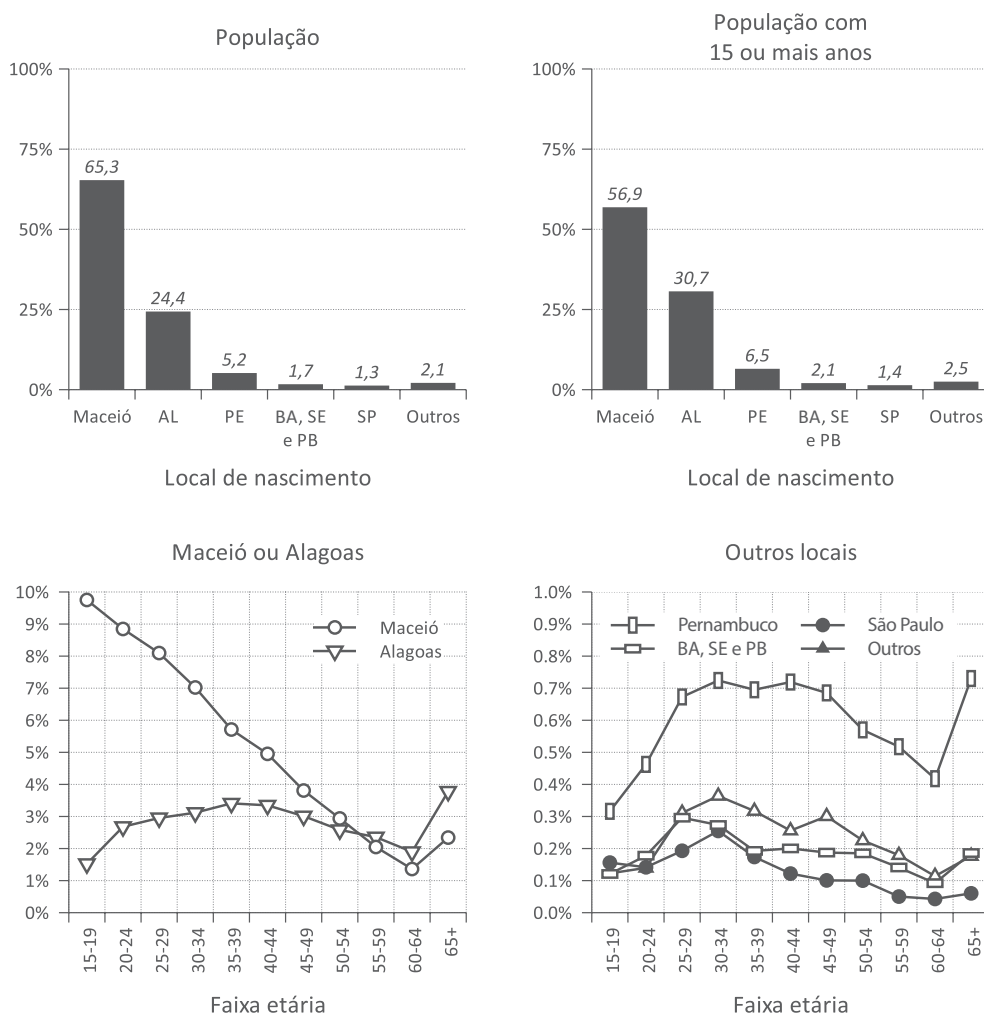 População
100%
75%
50%
25%
0%
65,3
24,4
5,2
1,7
1,3
2,1
Maceió AL PE BA, SE e PB SP Outros
Local de nascimento
População com
15 ou mais anos
100%
75%
50%
25%
0%
56,9
30,7
6,5
2,1
1,4
2,5
Maceió AL PE BA, SE e PB SP Outros
Local de nascimento
Maceió ou Alagoas
10%
9%
8%
7%
6%
5%
4%
3%
2%
1%
0%
Maceió
Alagoas
15-19 20-24 25-29 30-34 35-39 40-44 45-49 50-54 55-59 60-64 65+
Faixa etária
Outros locais
1.0%
0.9%
0.8%
0.7%
0.6%
0.5%
0.4%
0.3%
0.2%
0.1%
0.0%
Pernambuco São Paulo
BA, SE e PB Outros
15-19 20-24 25-29 30-34 35-39 40-44 45-49 50-54 55-59 60-64 65+
Faixa etária